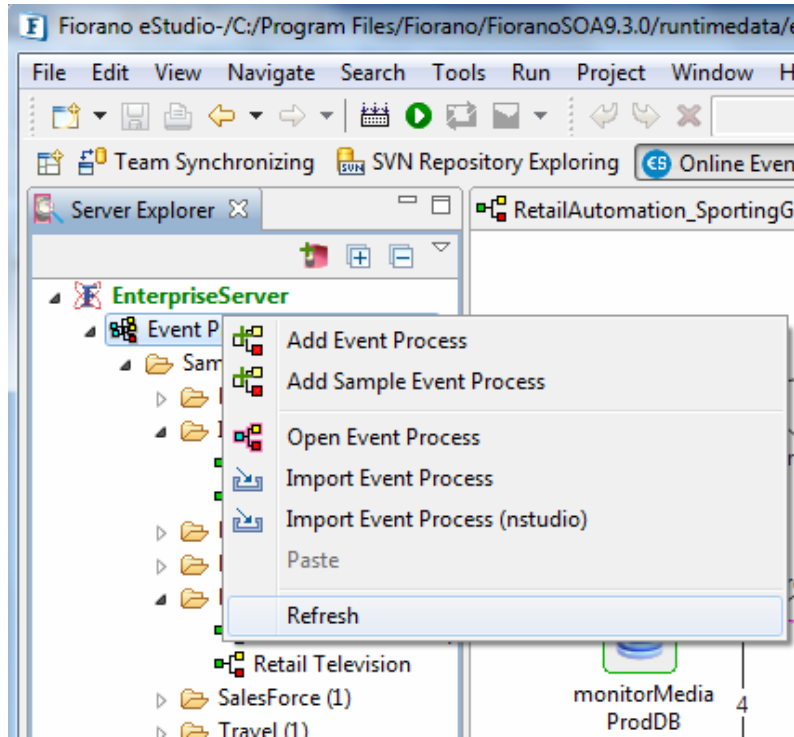 Fiorano eStudio-/C:/Program Files/Fiorano/FioranoSOA9.3.0/runtimedata/e
File Edit View Navigate Search Tools Run Project Window H
Team Synchronizing SVN Repository Exploring Online Even
Server Explorer RetailAutomation_SportingG
EnterpriseServer
Event P
Sam
Add Event Process
Add Sample Event Process
Open Event Process
Import Event Process
Import Event Process (nstudio)
Paste
Refresh
Retail Television
SalesForce (1)
Travel (1)
monitorMedia
ProdDB
4